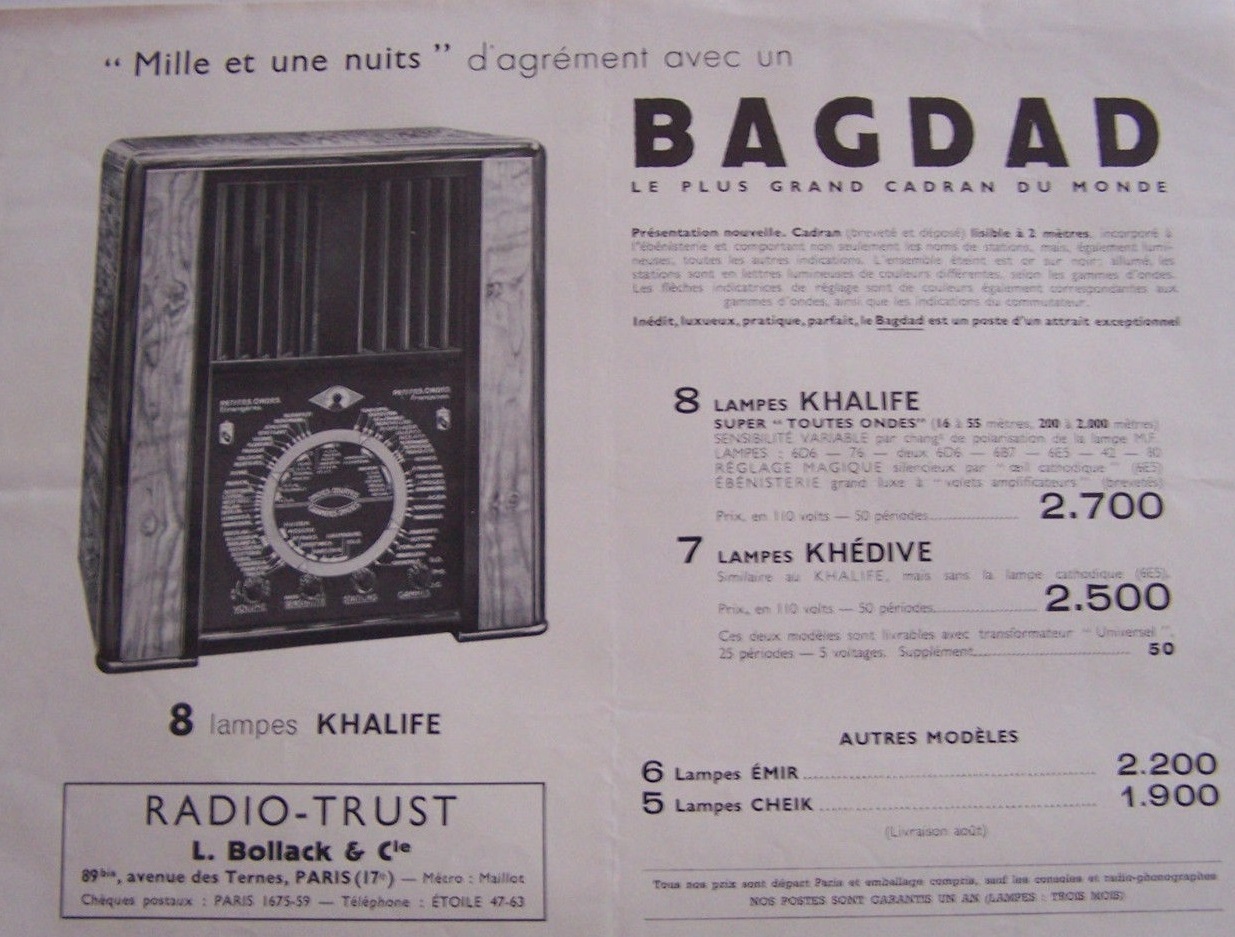 “ Mille et une nuits ” d'agrément avec un
BAGDAD
LE PLUS GRAND CADRAN DU MONDE
Présentation nouvelle. Cadran (breveté et déposé) lisible à 2 mètres, incorporé à
l'ébénisterie et comportant non seulement les noms de stations, mais, également lumi-
neuses, toutes les autres indications. L'ensemble éteint est or sur noir; allumé, les
stations sont en lettres lumineuses de couleurs différentes, selon les gammes d'ondes.
Les flèches indicatrices de réglage sont de couleurs également correspondantes aux
gammes d'ondes, ainsi que les indications du commutateur.
Inédit, luxueux, pratique, parfait, le Bagdad est un poste d'un attrait exceptionnel
8 LAMPES KHALIFE
SUPER “ TOUTES ONDES” (16 à 55 mètres, 200 à 2.000 mètres)
SENSIBILITÉ VARIABLE par changt de polarisation de la lampe M.F.
LAMPES : 6D6 — 76 — deux 6D6 — 6B7 — 6E5 — 42 — 80
RÉGLAGE MAGIQUE silencieux par “ œil cathodique ” (6E5)
ÉBÉNISTERIE grand luxe à “ volets amplificateurs ” (brevetés)
Prix, en 110 volts — 50 périodes 2.700
7 LAMPES KHÉDIVE
Similaire au KHALIFE, mais sans la lampe cathodique (6E5).
Prix, en 110 volts — 50 périodes 2.500
Ces deux modèles sont livrables avec transformateur “ Universel ”,
25 périodes — 5 voltages. Supplément 50
PETITES ONDES
Etrangères
PETITES ONDES
Françaises
VOLUME
GAMMES
8 lampes KHALIFE
AUTRES MODÈLES
6 Lampes ÉMIR 2.200
5 Lampes CHEIK 1.900
(Livraison août)
RADIO-TRUST
L. Bollack & Cie
89bis, avenue des Ternes, PARIS (17e) — Métro : Maillot
Chèques postaux : PARIS 1675-59 — Téléphone : ÉTOILE 47-63
Tous nos prix sont départ Paris et emballage compris, sauf les consoles et radio-phonographes
NOS POSTES SONT GARANTIS UN AN (LAMPES : TROIS MOIS)